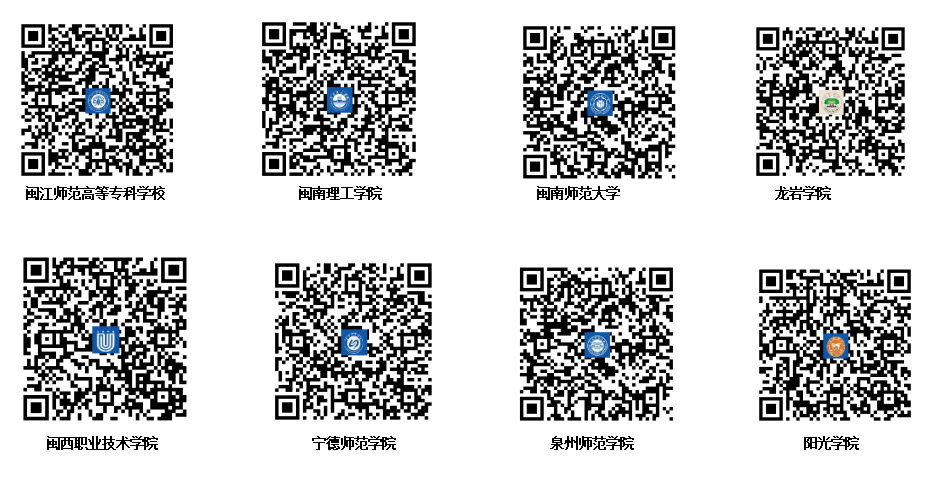 闽江师范高等专科学校
闽南理工学院
闽南师范大学
龙岩学院
闽西职业技术学院
宁德师范学院
泉州师范学院
阳光学院